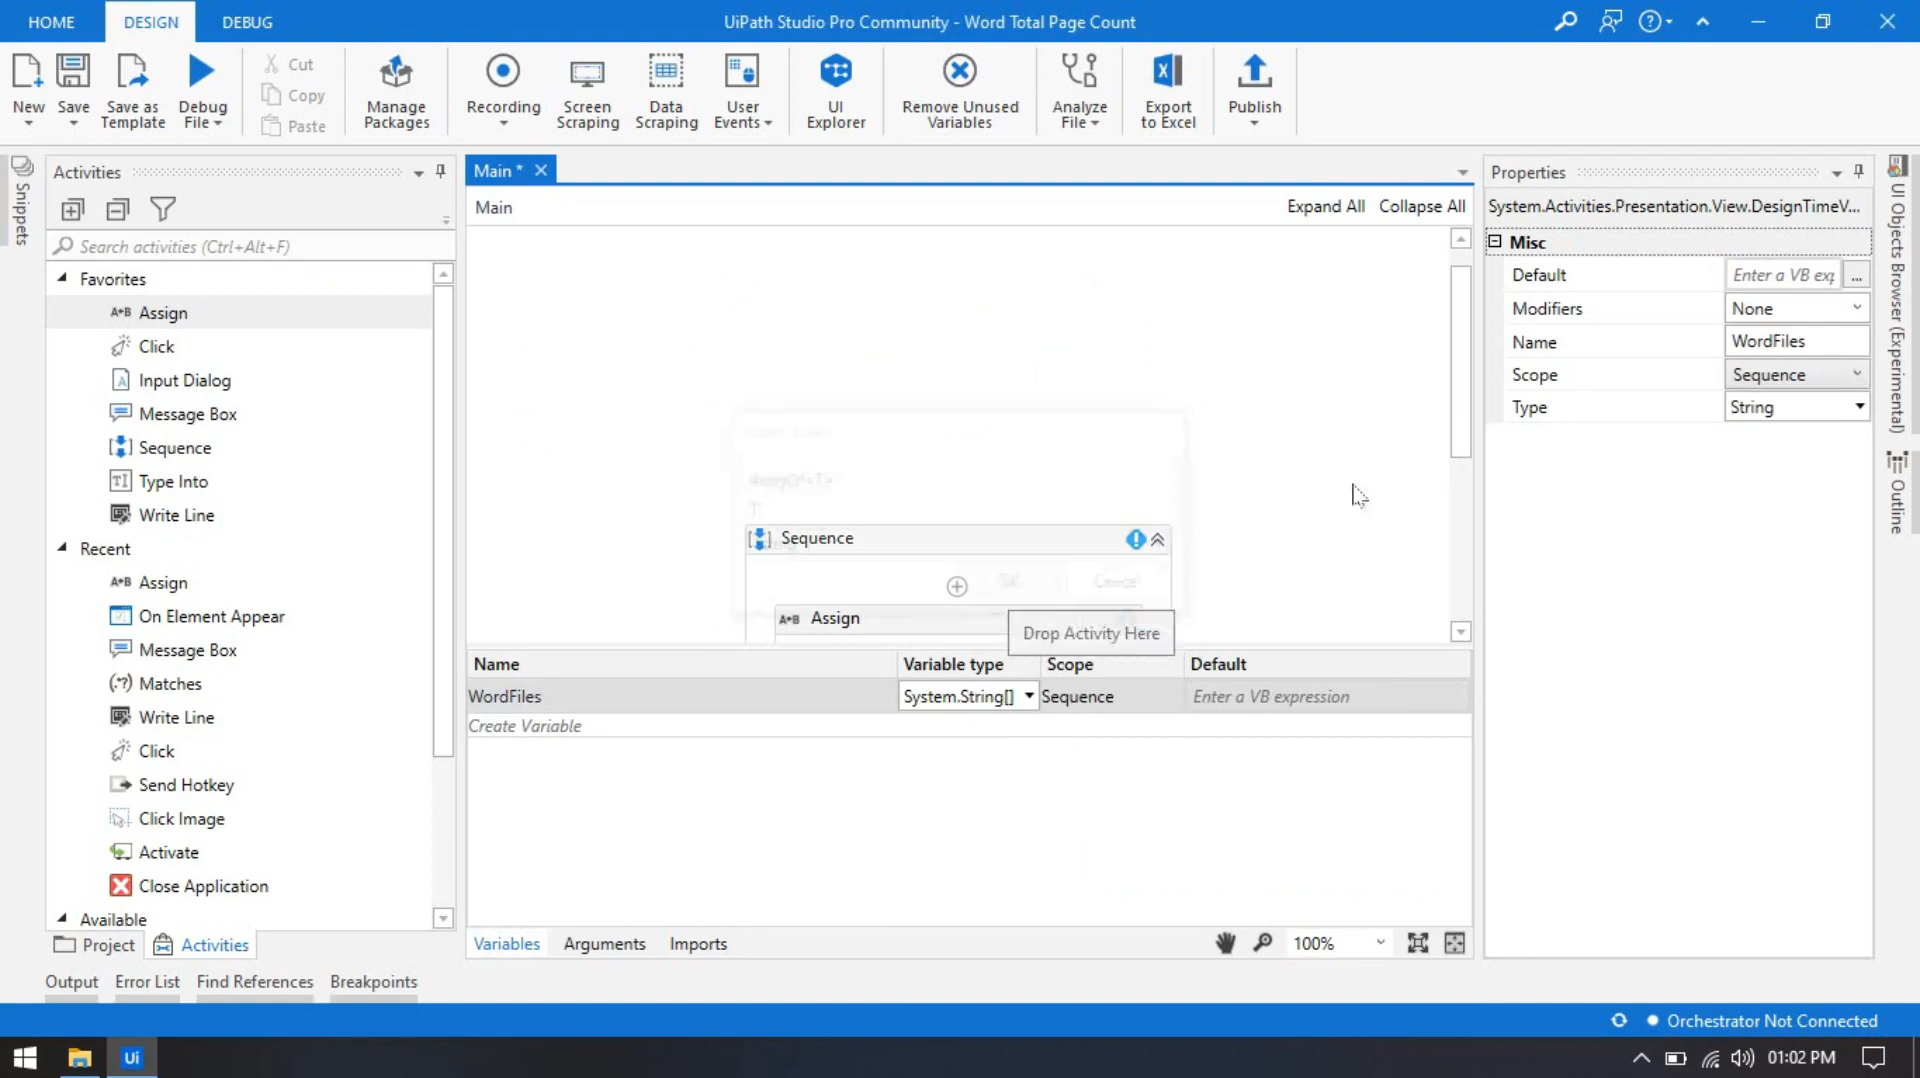 HOME DESIGN DEBUG UiPath Studio Pro Community - Word Total Page Count
New Save Save as Template Debug File Cut Copy Paste Manage Packages Recording Screen Scraping Data Scraping User Events UI Explorer Remove Unused Variables Analyze File Export to Excel Publish
Snippets
Activities
Search activities (Ctrl+Alt+F)
Favorites
A+B Assign
Click
Input Dialog
Message Box
Sequence
Type Into
Write Line
Recent
A+B Assign
On Element Appear
Message Box
Matches
Write Line
Click
Send Hotkey
Click Image
Activate
Close Application
Available
Project Activities
Main *
Main Expand All Collapse All
ArrayOf<T>
T
Sequence
Cancel
A+B Assign
Drop Activity Here
Name Variable type Scope Default
WordFiles System.String[] Sequence Enter a VB expression
Create Variable
Variables Arguments Imports 100%
Properties
System.Activities.Presentation.View.DesignTimeV...
Misc
Default Enter a VB exp ...
Modifiers None
Name WordFiles
Scope Sequence
Type String
UI Objects Browser (Experimental)
Outline
Output Error List Find References Breakpoints
Orchestrator Not Connected
Ui 01:02 PM